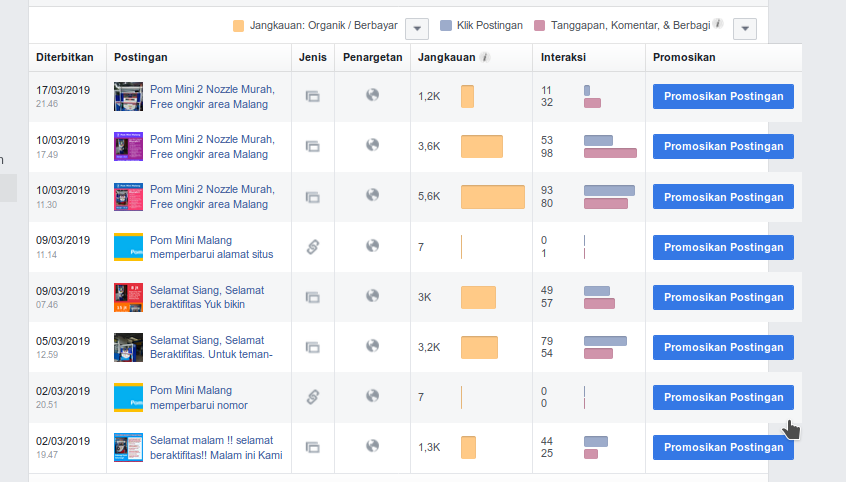 Jangkauan: Organik / Berbayar Klik Postingan Tanggapan, Komentar, & Berbagi i
Diterbitkan Postingan Jenis Penargetan Jangkauan i Interaksi Promosikan
17/03/2019 Pom Mini 2 Nozzle Murah, 1,2K 11 Promosikan Postingan
21.46 Free ongkir area Malang 32
10/03/2019 Pom Mini 2 Nozzle Murah, 3,6K 53 Promosikan Postingan
17.49 Free ongkir area Malang 98
10/03/2019 Pom Mini 2 Nozzle Murah, 5,6K 93 Promosikan Postingan
11.30 Free ongkir area Malang 80
09/03/2019 Pom Mini Malang 7 0 Promosikan Postingan
11.14 memperbarui alamat situs 1
09/03/2019 Selamat Siang, Selamat 3K 49 Promosikan Postingan
07.46 beraktifitas Yuk bikin 57
05/03/2019 Selamat Siang, Selamat 3,2K 79 Promosikan Postingan
12.59 Beraktifitas. Untuk teman- 54
02/03/2019 Pom Mini Malang 7 0 Promosikan Postingan
20.51 memperbarui nomor 0
02/03/2019 Selamat malam !! selamat 1,3K 44 Promosikan Postingan
19.47 beraktifitas!! Malam ini Kami 25